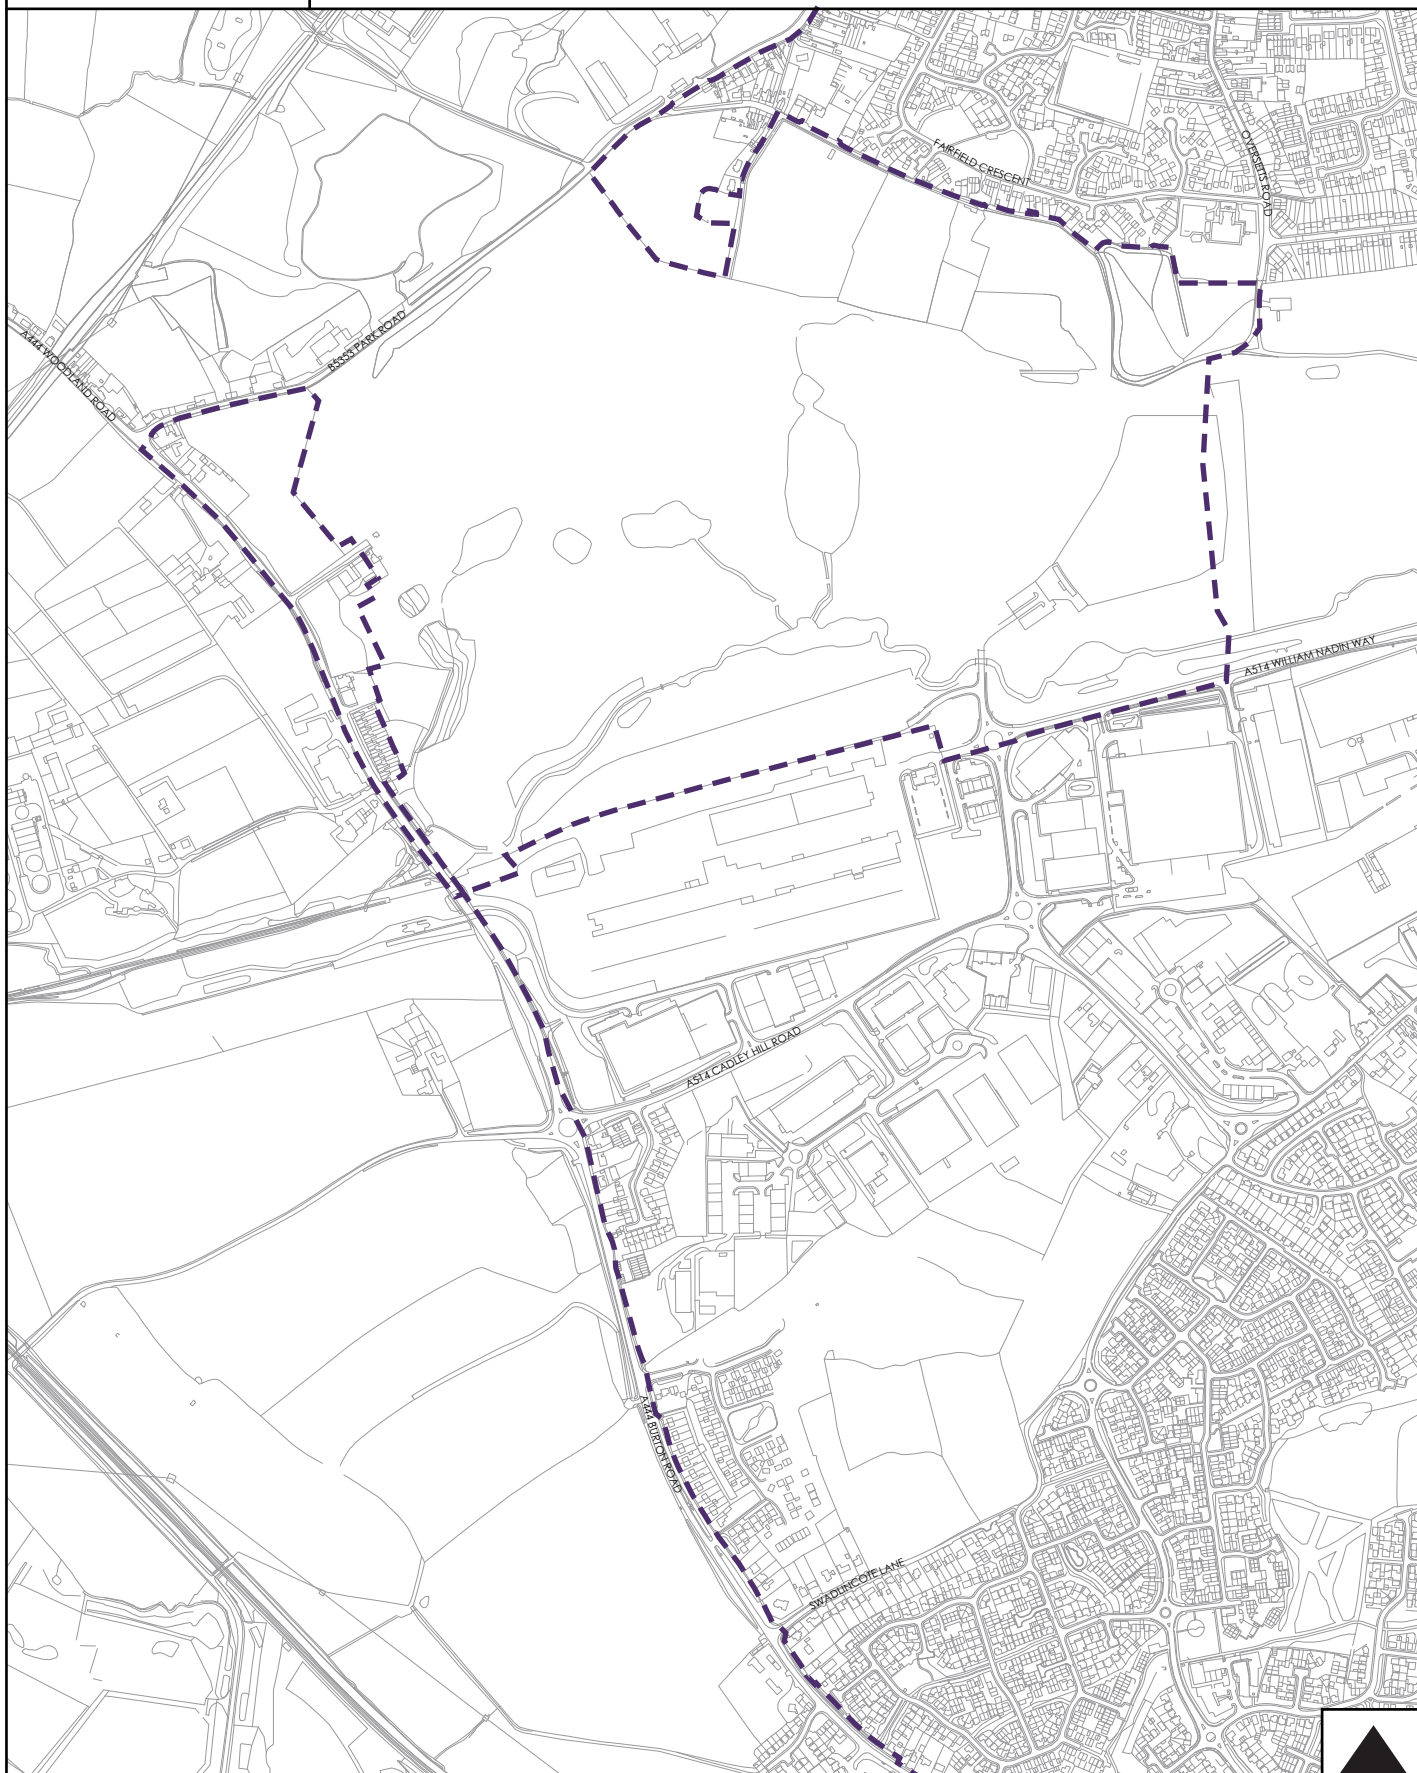 FAIRFIELD CRESCENT
OVERSETTS ROAD
B5353 PARK ROAD
A444 WOODLAND ROAD
A514 WILLIAM NADIN WAY
A514 CADLEY HILL ROAD
A444 BURTON ROAD
SWADLINCOTE LANE